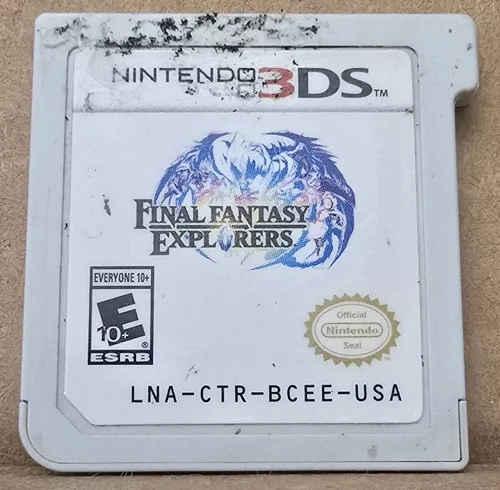 NINTENDO 3DS™
FINAL FANTASY
EXPLORERS
EVERYONE 10+
E
10+
®
ESRB
Official
Nintendo
Seal
LNA-CTR-BCEE-USA